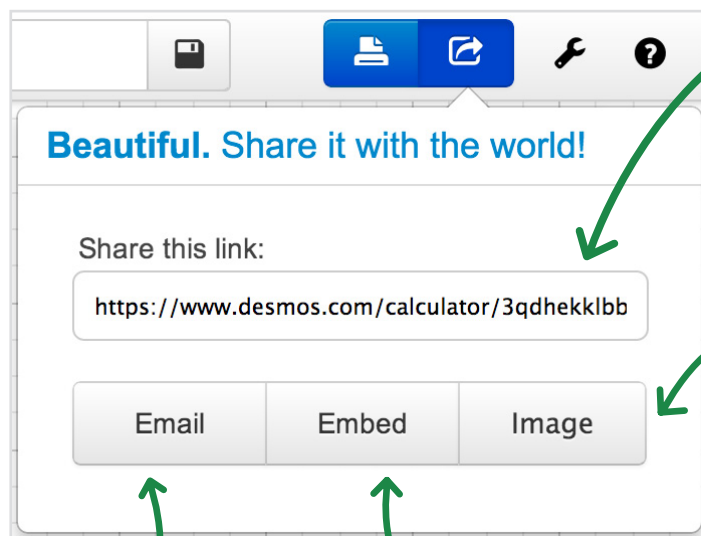 Beautiful. Share it with the world!
Share this link:
https://www.desmos.com/calculator/3qdhekklbb
Email Embed Image